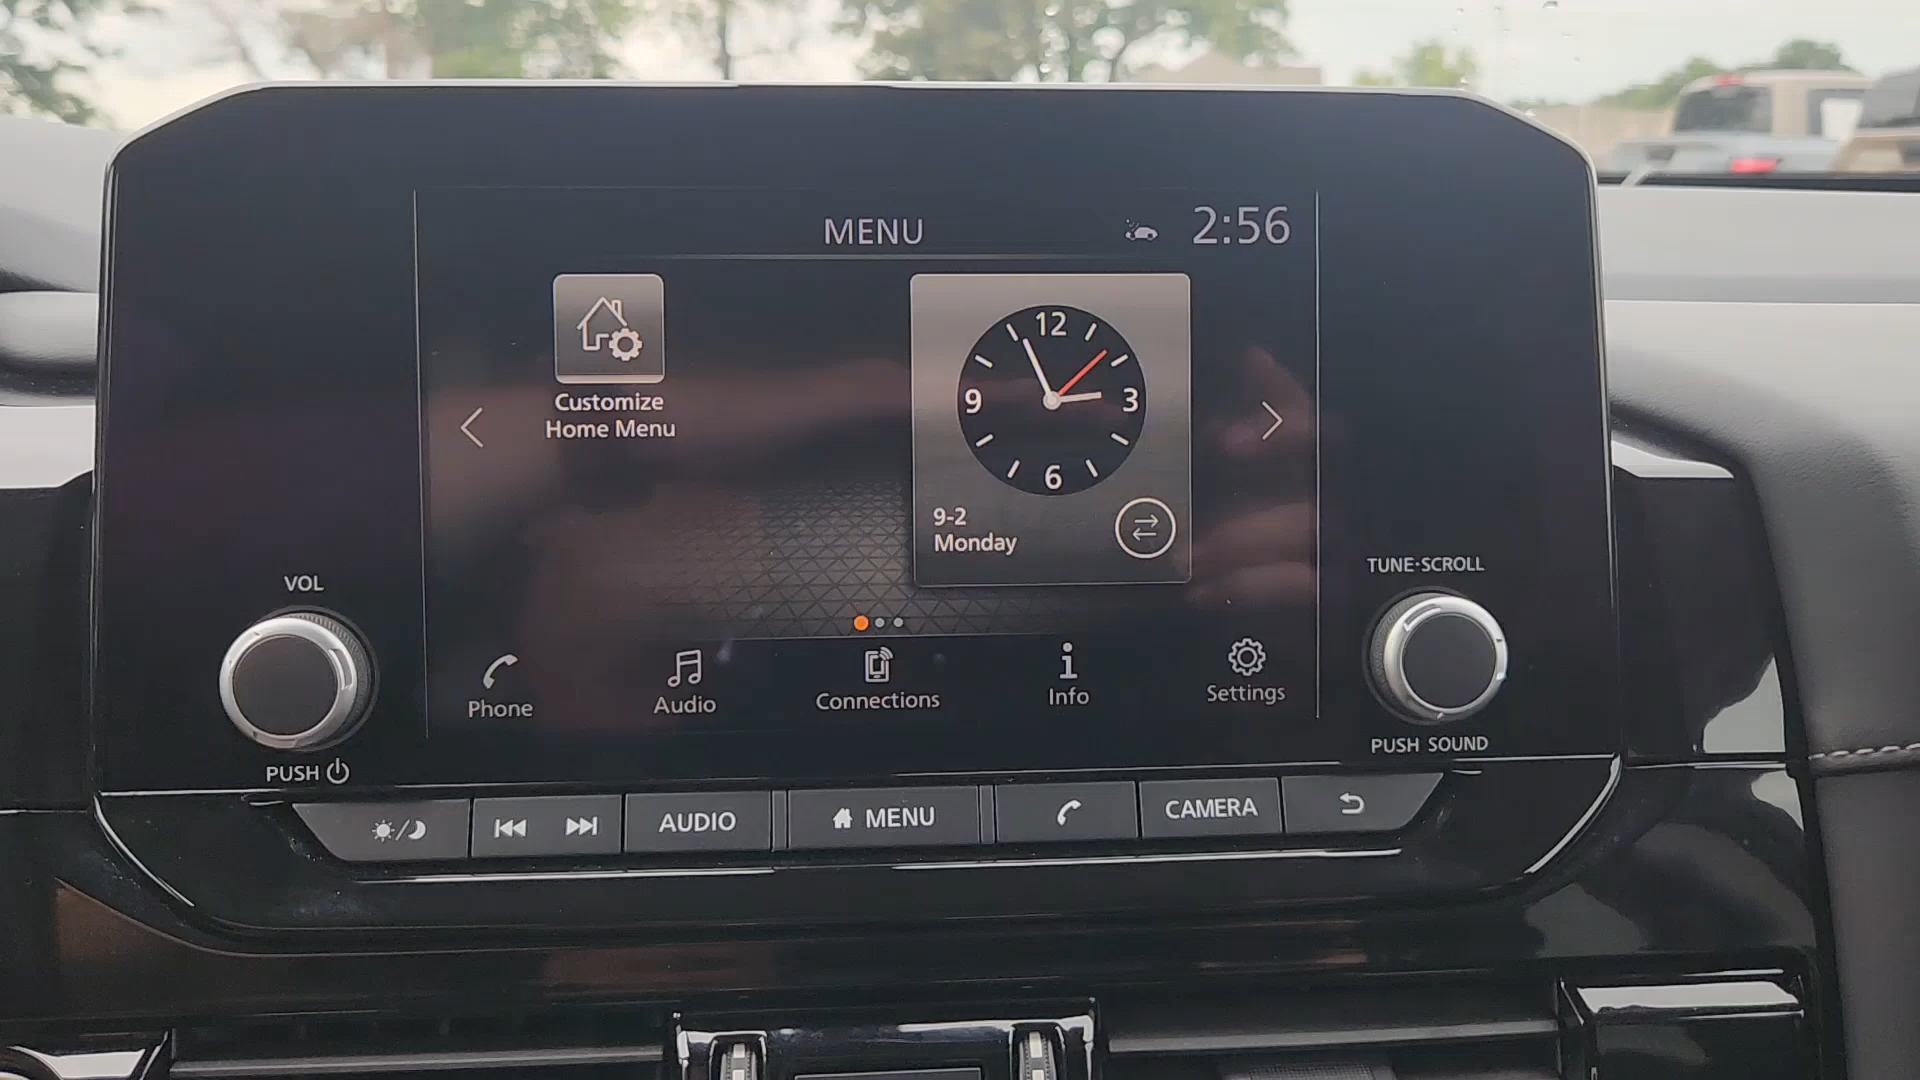 MENU
2:56
Customize
Home Menu
12
3
6
9
9-2
Monday
VOL
PUSH
TUNE·SCROLL
PUSH SOUND
Phone
Audio
Connections
Info
Settings
AUDIO
MENU
CAMERA